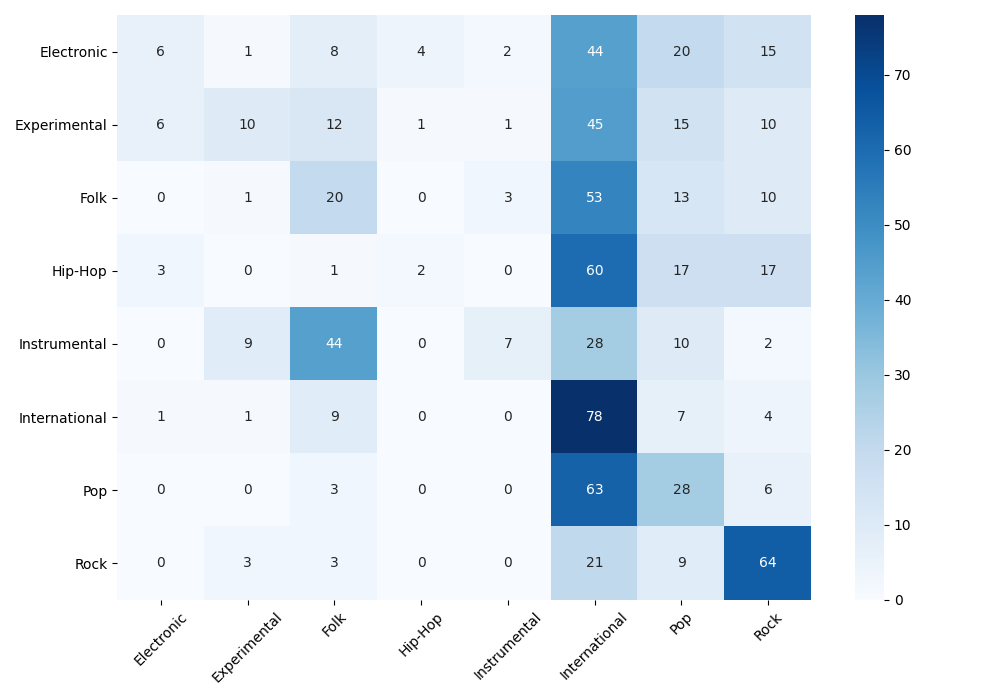 Electronic 6 1 8 4 2 44 20 15
Experimental 6 10 12 1 1 45 15 10
Folk 0 1 20 0 3 53 13 10
Hip-Hop 3 0 1 2 0 60 17 17
Instrumental 0 9 44 0 7 28 10 2
International 1 1 9 0 0 78 7 4
Pop 0 0 3 0 0 63 28 6
Rock 0 3 3 0 0 21 9 64
Electronic Experimental Folk Hip-Hop Instrumental International Pop Rock
70
60
50
40
30
20
10
0